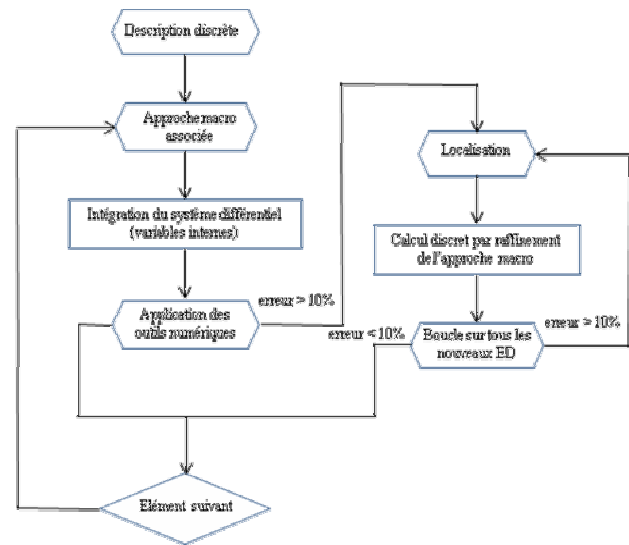 Description discrète
Approche macro
associée
Intégration du système différentiel
(variables internes)
Application des
outils numériques
erreur > 10%
erreur < 10%
Localisation
Calcul discret par raffinement
de l'approche macro
Boucle sur tous les
nouveaux ED
erreur > 10%
Elément suivant